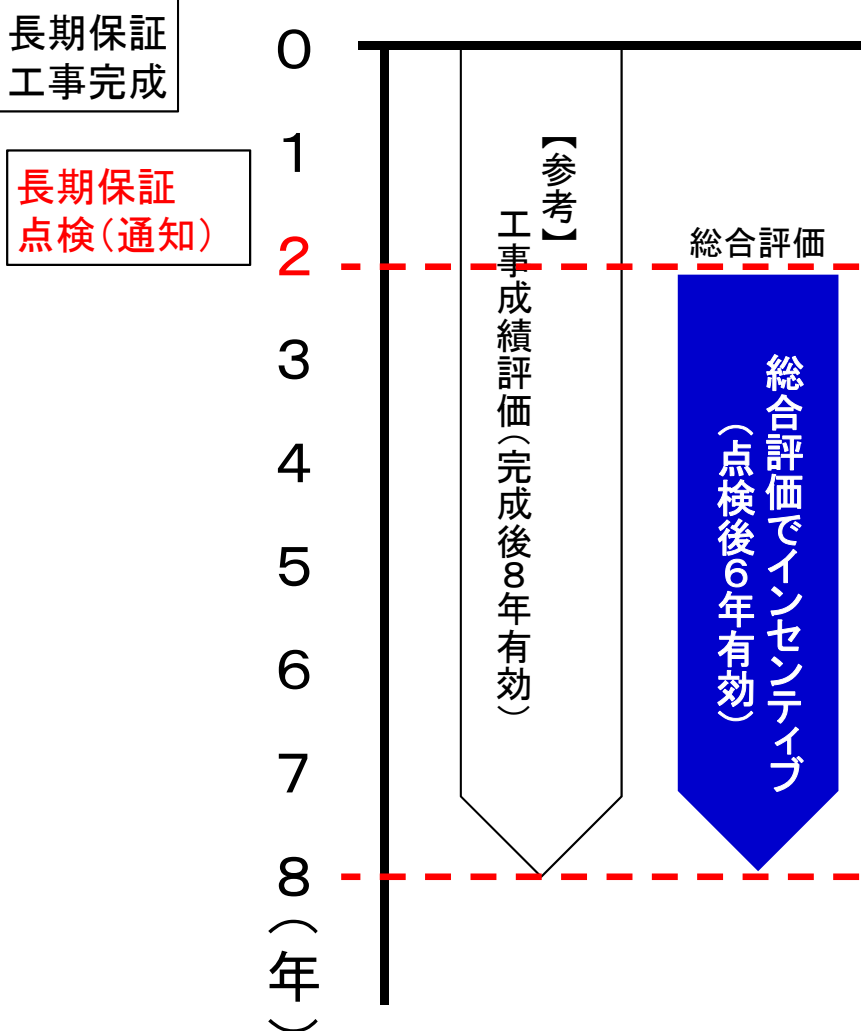 長期保証
工事完成
長期保証
点検（通知）
0
1
2
3
4
5
6
7
8
（年）
【参考】
工事成績評価（完成後８年有効）
総合評価
総合評価でインセンティブ
（点検後６年有効）